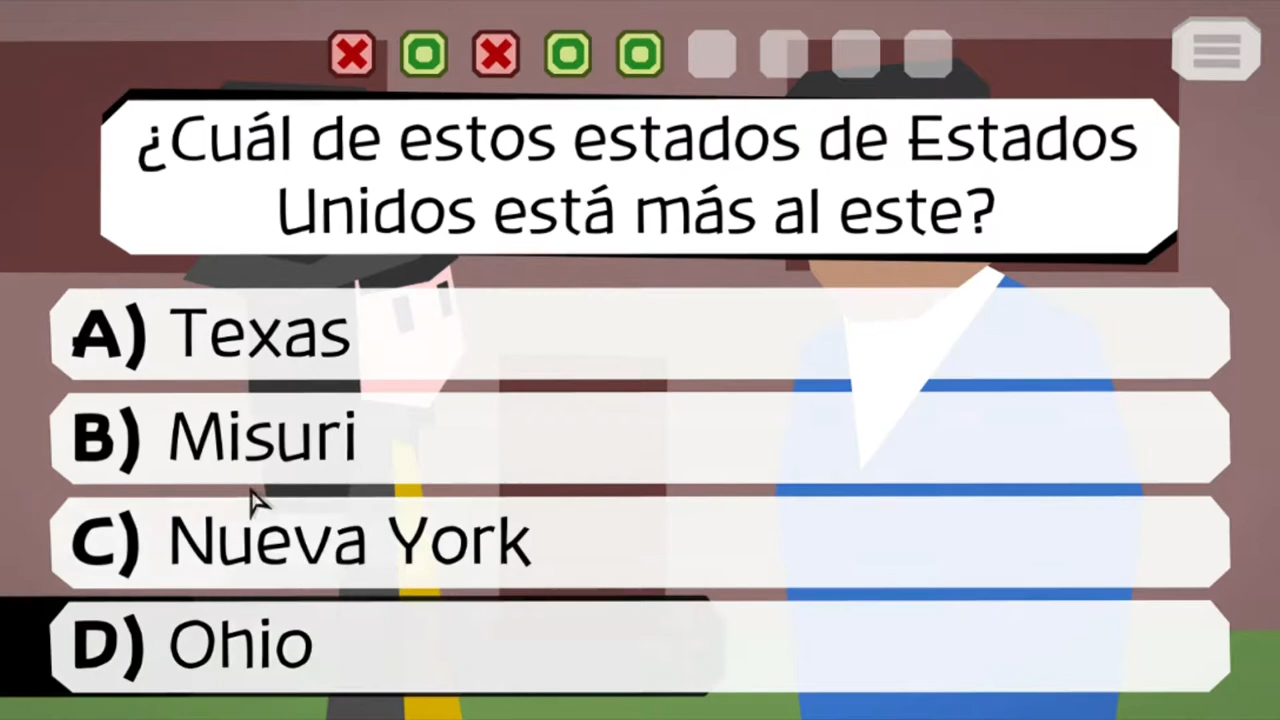 ¿Cuál de estos estados de Estados
Unidos está más al este?
A) Texas
B) Misuri
C) Nueva York
D) Ohio